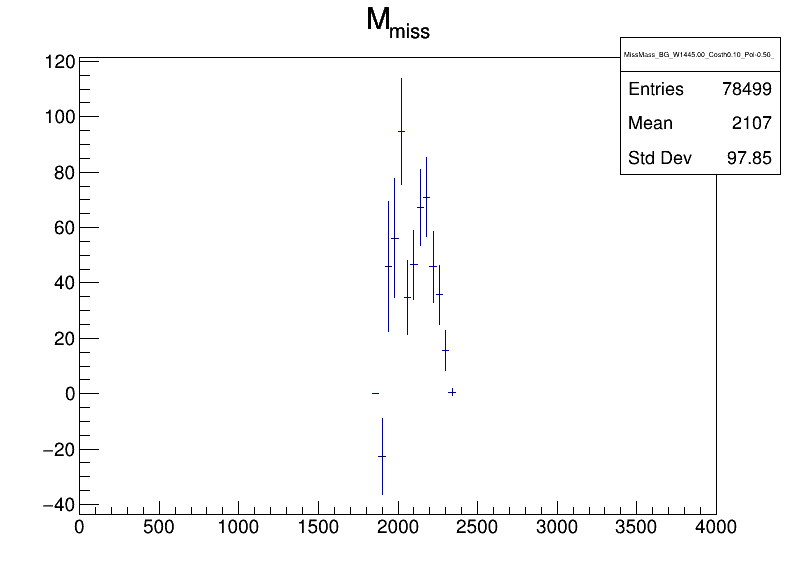 M_miss
MissMass_BG_W1445.00_Costh0.10_Pol-0.50_
Entries 78499
Mean 2107
Std Dev 97.85
120
100
80
60
40
20
0
−20
−40
0 500 1000 1500 2000 2500 3000 3500 4000